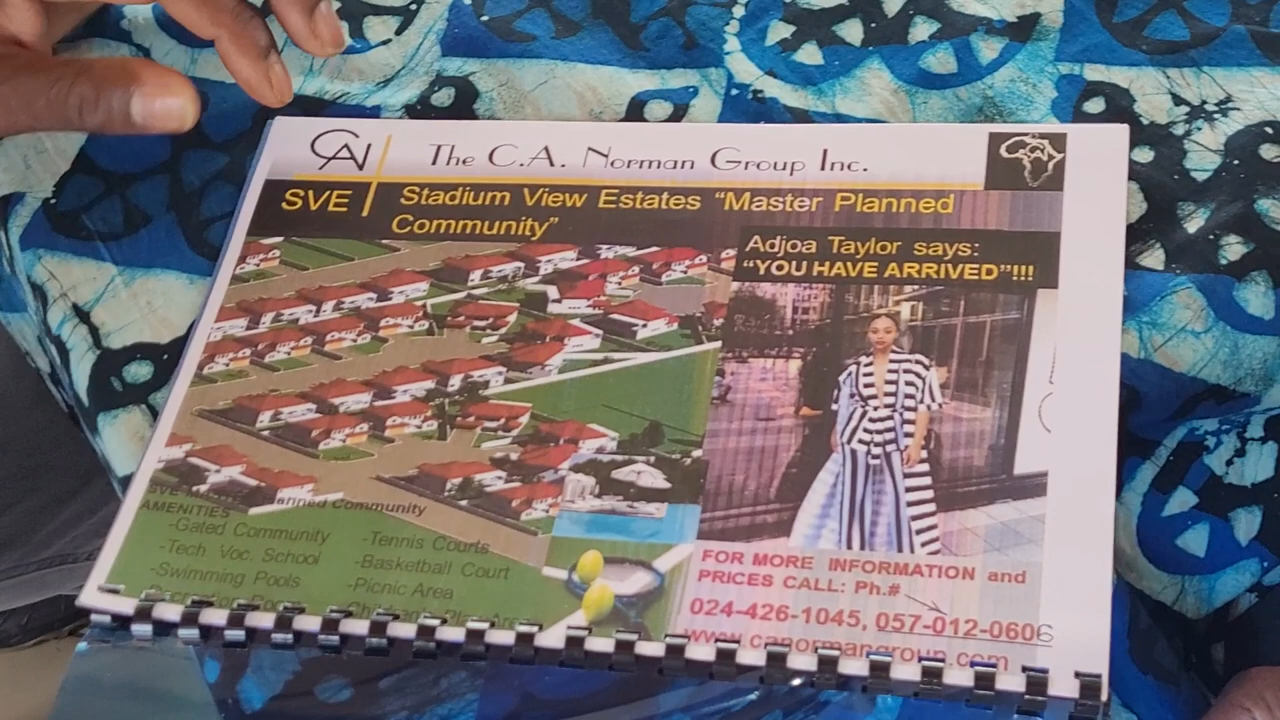 CAN
The C.A. Norman Group Inc.
SVE
Stadium View Estates “Master Planned
Community”
Adjoa Taylor says:
“YOU HAVE ARRIVED”!!!
SVE Planned Community
AMENITIES
-Gated Community
-Tech Voc. School
-Swimming Pools
-Tennis Courts
-Basketball Court
-Picnic Area
FOR MORE INFORMATION and
PRICES CALL: Ph.#
024-426-1045, 057-012-0606
www.canormangroup.com